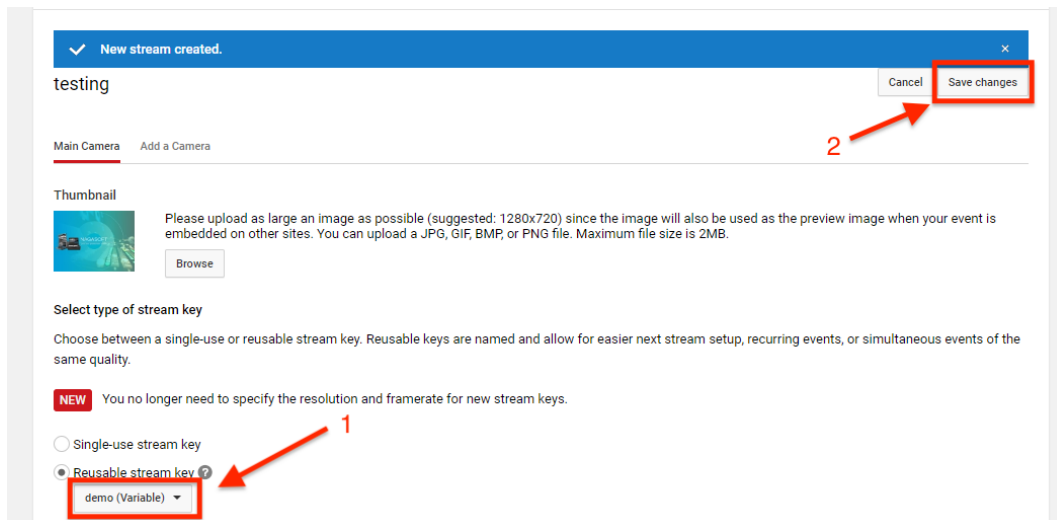 New stream created.
testing
Cancel
Save changes
2
Main Camera
Add a Camera
Thumbnail
Please upload as large an image as possible (suggested: 1280x720) since the image will also be used as the preview image when your event is
embedded on other sites. You can upload a JPG, GIF, BMP, or PNG file. Maximum file size is 2MB.
Browse
Select type of stream key
Choose between a single-use or reusable stream key. Reusable keys are named and allow for easier next stream setup, recurring events, or simultaneous events of the
same quality.
NEW You no longer need to specify the resolution and framerate for new stream keys.
1
Single-use stream key
Reusable stream key ?
demo (Variable)